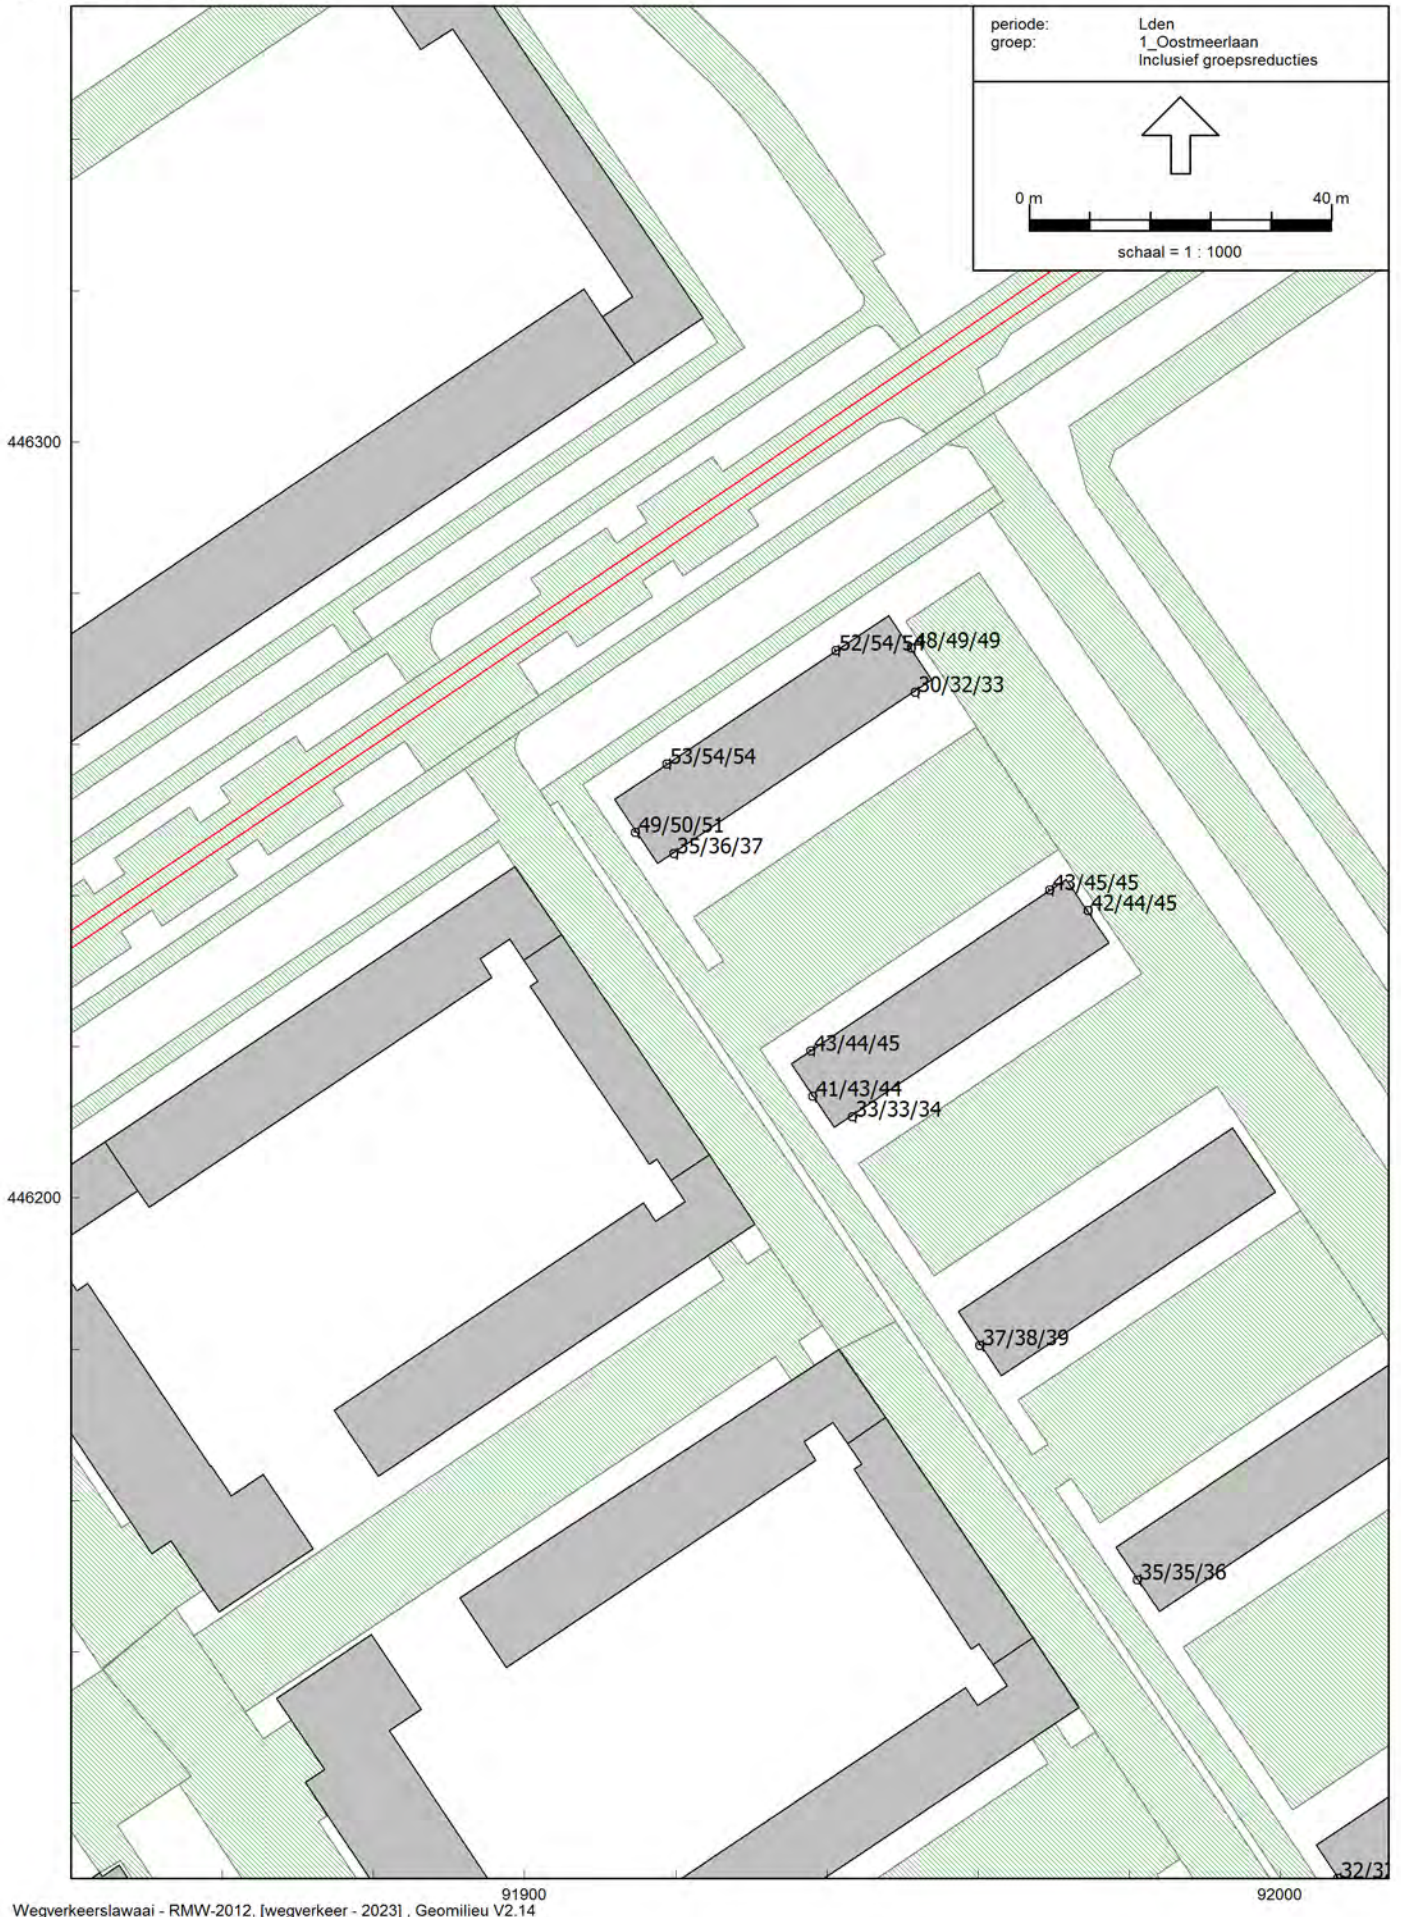 periode: Lden
groep: 1_Oostmeerlaan
Inclusief groepsreducties
0 m 40 m
schaal = 1 : 1000
446300
52/54/54
48/49/49
30/32/33
53/54/54
49/50/51
35/36/37
43/45/45
42/44/45
43/44/45
41/43/44
33/33/34
446200
37/38/39
35/35/36
91900 92000
Wegverkeerslawaai - RMW-2012, [wegverkeer - 2023] , Geomilieu V2.14